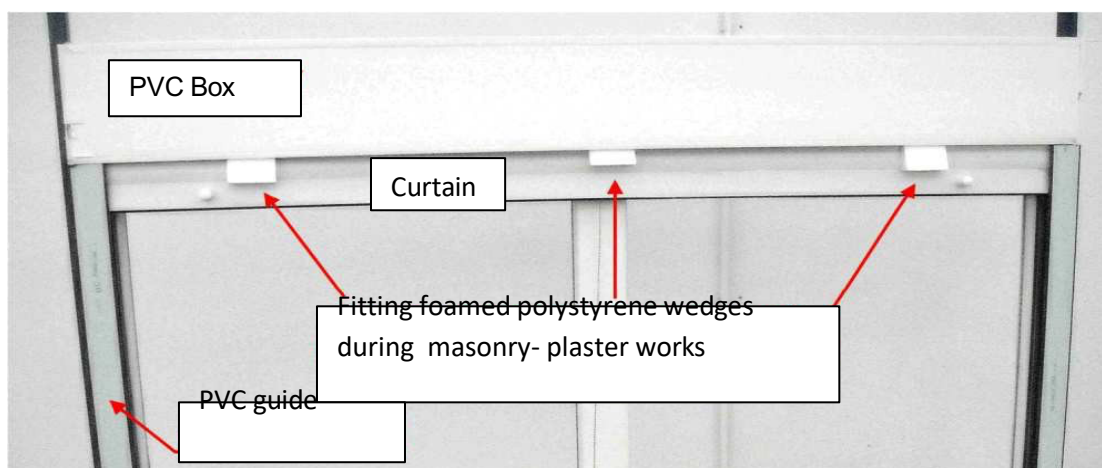 PVC Box
Curtain
Fitting foamed polystyrene wedges
during masonry- plaster works
PVC guide